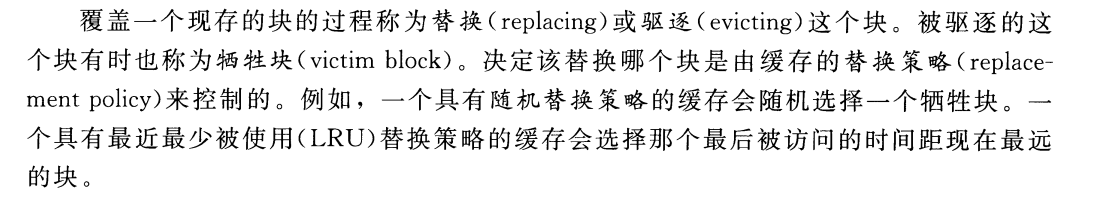 覆盖一个现存的块的过程称为替换(replacing)或驱逐(evicting)这个块。被驱逐的这
个块有时也称为牺牲块(victim block)。决定该替换哪个块是由缓存的替换策略(replace-
ment policy)来控制的。例如，一个具有随机替换策略的缓存会随机选择一个牺牲块。一
个具有最近最少被使用(LRU)替换策略的缓存会选择那个最后被访问的时间距现在最远
的块。